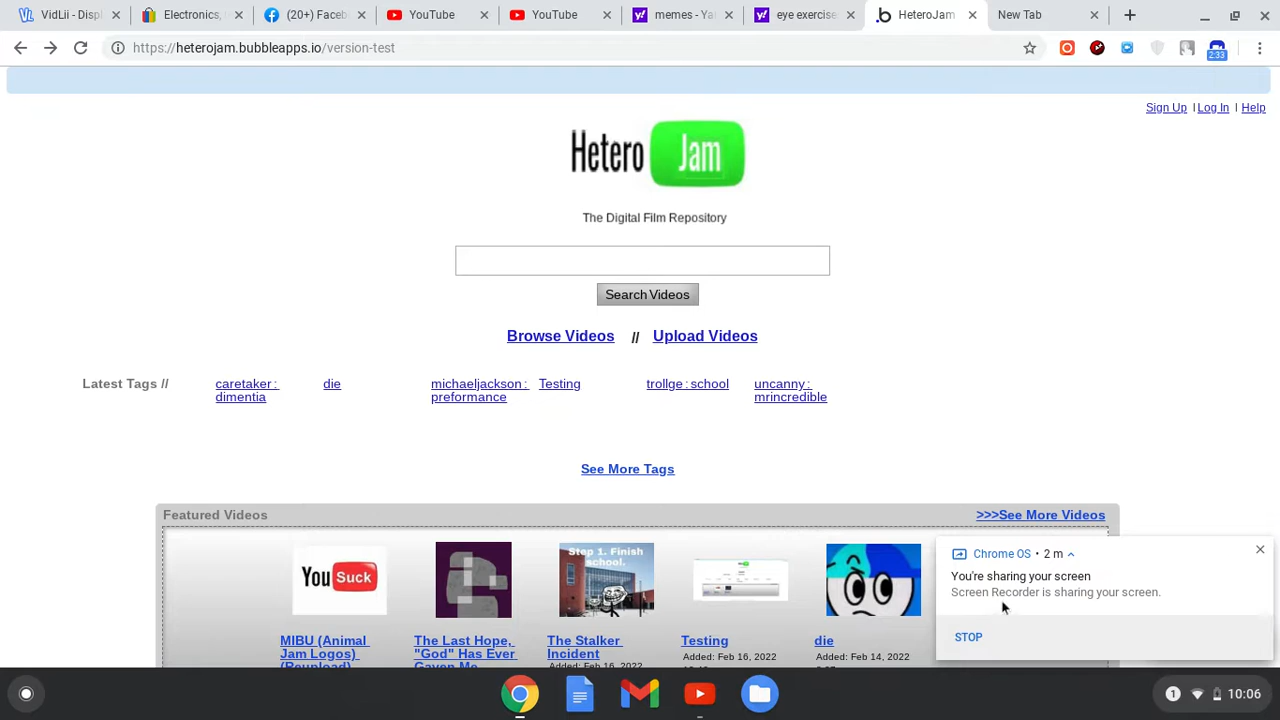 VidLi - Displ
Electronics,
(20+) Faceb
YouTube
YouTube
memes - Ya
eye exercise
HeteroJam
New Tab
https://heterojam.bubbleapps.io/version-test
2:33
Sign Up | Log In | Help
Hetero Jam
The Digital Film Repository
Search Videos
Browse Videos // Upload Videos
Latest Tags //
caretaker :
dimentia
die
michaeljackson :
preformance
Testing
trollge : school
uncanny :
mrincredible
See More Tags
Featured Videos
>>>See More Videos
You Suck
Step 1. Finish
school.
MIBU (Animal
Jam Logos)
(Reupload)
The Last Hope,
"God" Has Ever
Gaven Me
The Stalker
Incident
Added: Feb 16, 2022
Testing
Added: Feb 16, 2022
die
Added: Feb 14, 2022
Chrome OS • 2 m
You're sharing your screen
Screen Recorder is sharing your screen.
STOP
1
10:06